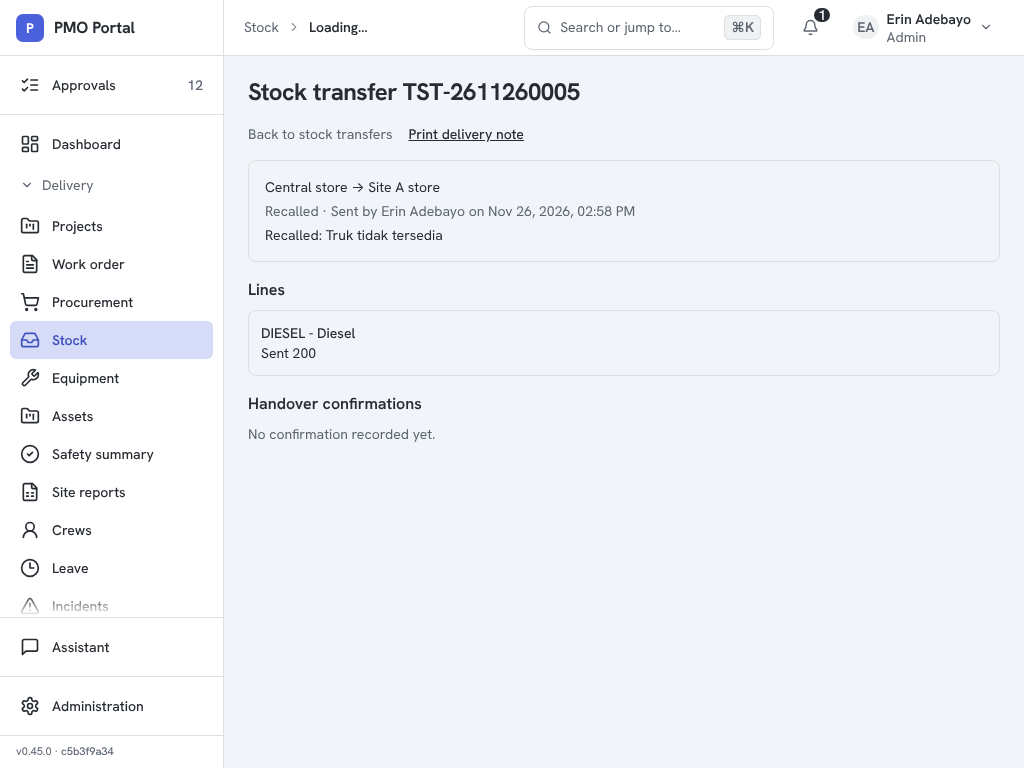 P PMO Portal
Stock > Loading...
Search or jump to... ⌘K
1
EA Erin Adebayo
Admin
Approvals 12
Dashboard
Delivery
Projects
Work order
Procurement
Stock
Equipment
Assets
Safety summary
Site reports
Crews
Leave
Incidents
Assistant
Administration
v0.45.0 · c5b3f9a34
Stock transfer TST-2611260005
Back to stock transfers Print delivery note
Central store → Site A store
Recalled · Sent by Erin Adebayo on Nov 26, 2026, 02:58 PM
Recalled: Truk tidak tersedia
Lines
DIESEL - Diesel
Sent 200
Handover confirmations
No confirmation recorded yet.